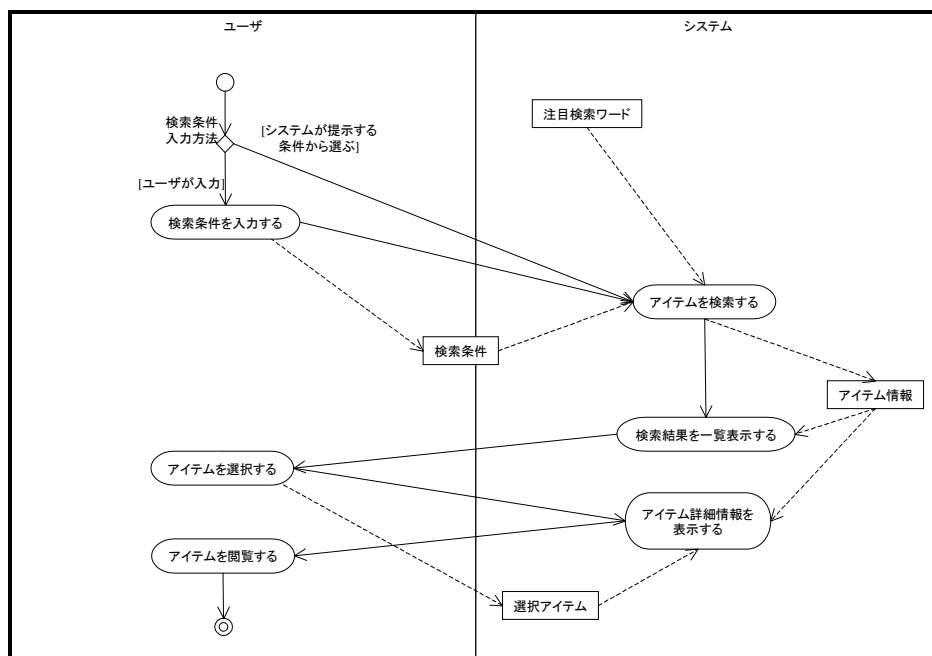 ユーザ
システム
注目検索ワード
検索条件
入力方法
[システムが提示する
条件から選ぶ]
[ユーザが入力]
検索条件を入力する
アイテムを検索する
検索条件
アイテム情報
検索結果を一覧表示する
アイテムを選択する
アイテム詳細情報を
表示する
アイテムを閲覧する
選択アイテム